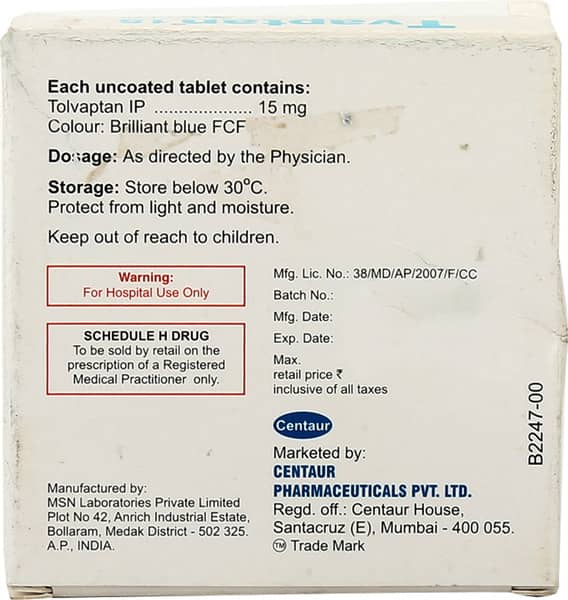 Tvaptan 15
Each uncoated tablet contains:
Tolvaptan IP .................... 15 mg
Colour: Brilliant blue FCF
Dosage: As directed by the Physician.
Storage: Store below 30°C.
Protect from light and moisture.
Keep out of reach to children.
Warning:
For Hospital Use Only
SCHEDULE H DRUG
To be sold by retail on the
prescription of a Registered
Medical Practitioner only.
Mfg. Lic. No.: 38/MD/AP/2007/F/CC
Batch No.:
Mfg. Date:
Exp. Date:
Max.
retail price ₹
inclusive of all taxes
Centaur
Marketed by:
CENTAUR
PHARMACEUTICALS PVT. LTD.
Regd. off.: Centaur House,
Santacruz (E), Mumbai - 400 055.
TM Trade Mark
Manufactured by:
MSN Laboratories Private Limited
Plot No 42, Anrich Industrial Estate,
Bollaram, Medak District - 502 325.
A.P., INDIA.
B2247-00